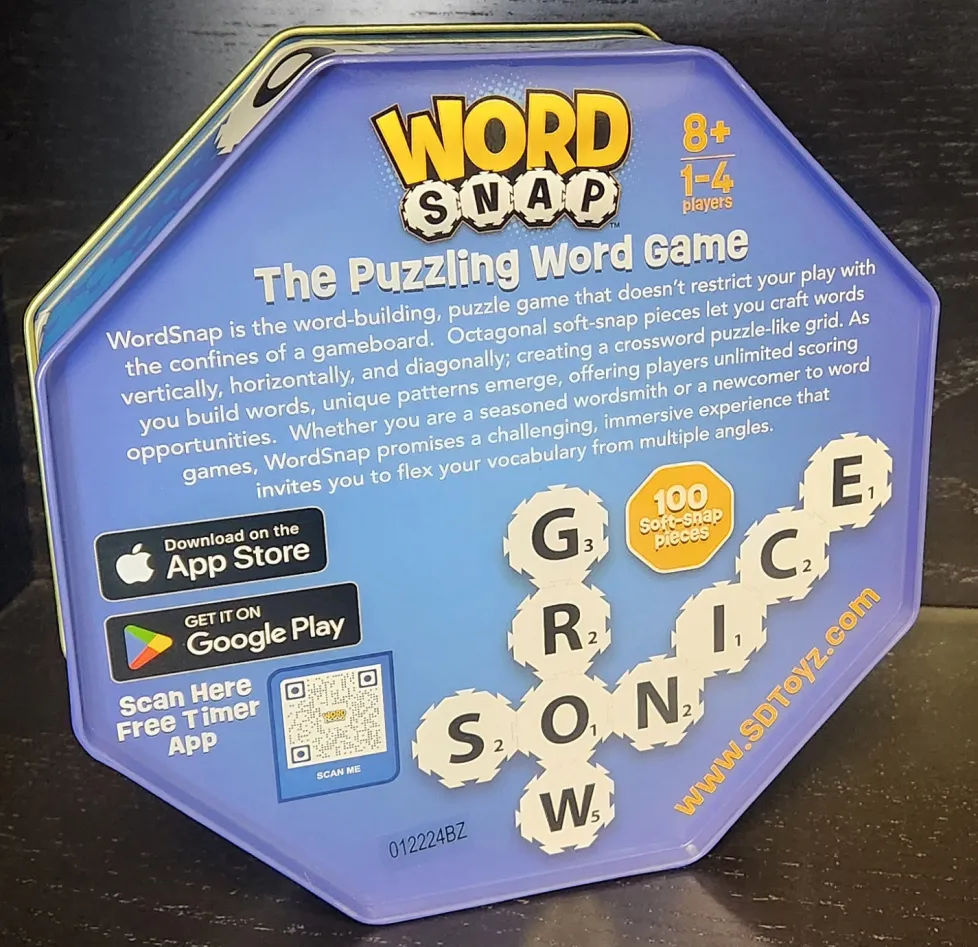 WORD
SNAP™
8+
1-4
players
The Puzzling Word Game
WordSnap is the word-building, puzzle game that doesn't restrict your play with
the confines of a gameboard. Octagonal soft-snap pieces let you craft words
vertically, horizontally, and diagonally; creating a crossword puzzle-like grid. As
you build words, unique patterns emerge, offering players unlimited scoring
opportunities. Whether you are a seasoned wordsmith or a newcomer to word
games, WordSnap promises a challenging, immersive experience that
invites you to flex your vocabulary from multiple angles.
Download on the
App Store
GET IT ON
Google Play
Scan Here
Free Timer
App
WORD
SCAN ME
100
Soft-snap
pieces
E1
G3
C2
R2
I1
S2 O1 N2
W5
www.SDToyz.com
012224BZ